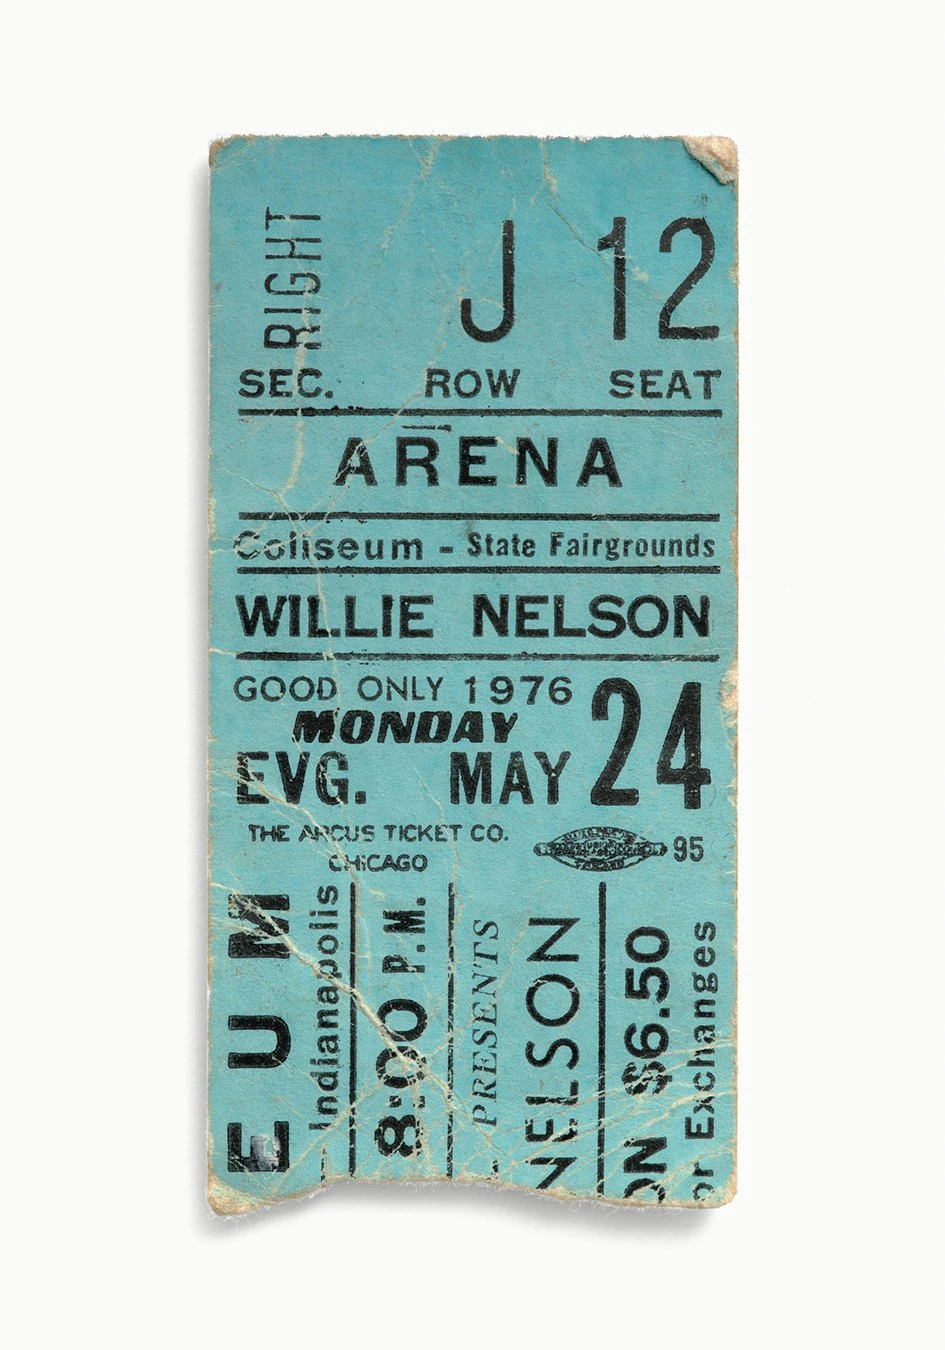 RIGHT J 12
SEC. ROW SEAT
ARENA
Coliseum - State Fairgrounds
WILLIE NELSON
GOOD ONLY 1976
MONDAY
EVG. MAY 24
THE ARCUS TICKET CO.
CHICAGO
95
EUM
Indianapolis
8:00 P.M.
PRESENTS
NELSON
ON $6.50
or Exchanges